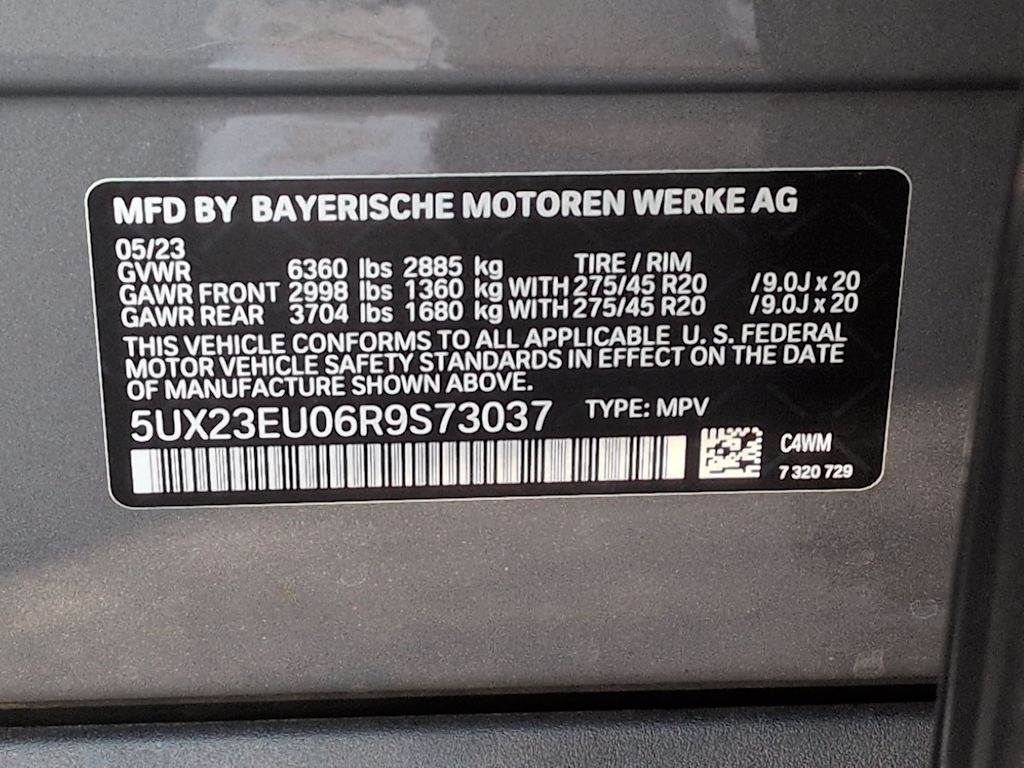 MFD BY BAYERISCHE MOTOREN WERKE AG
05/23
GVWR 6360 lbs 2885 kg TIRE / RIM
GAWR FRONT 2998 lbs 1360 kg WITH 275/45 R20 /9.0J x 20
GAWR REAR 3704 lbs 1680 kg WITH 275/45 R20 /9.0J x 20
THIS VEHICLE CONFORMS TO ALL APPLICABLE U. S. FEDERAL
MOTOR VEHICLE SAFETY STANDARDS IN EFFECT ON THE DATE
OF MANUFACTURE SHOWN ABOVE.
5UX23EU06R9S73037 TYPE: MPV
C4WM
7 320 729